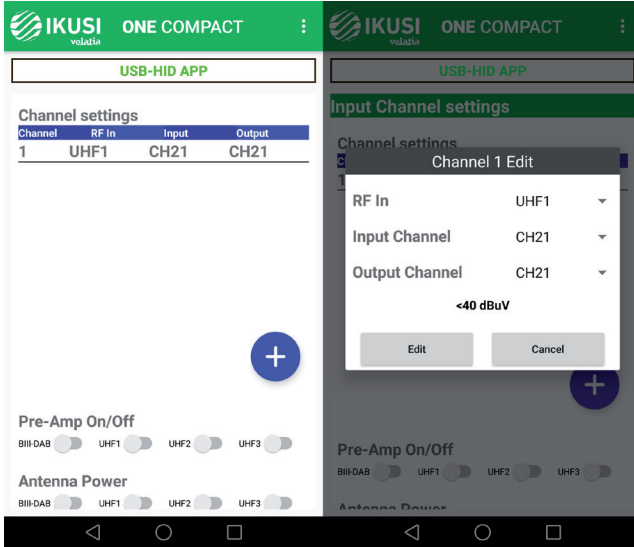 IKUSI velatia ONE COMPACT
USB-HID APP
Channel settings
Channel RF In Input Output
1 UHF1 CH21 CH21
+
Pre-Amp On/Off
BIII-DAB UHF1 UHF2 UHF3
Antenna Power
BIII-DAB UHF1 UHF2 UHF3
IKUSI velatia ONE COMPACT
USB-HID APP
Input Channel settings
Channel settings
C
1
Channel 1 Edit
RF In UHF1
Input Channel CH21
Output Channel CH21
<40 dBuV
Edit Cancel
+
Pre-Amp On/Off
BIII-DAB UHF1 UHF2 UHF3
Antenna Power